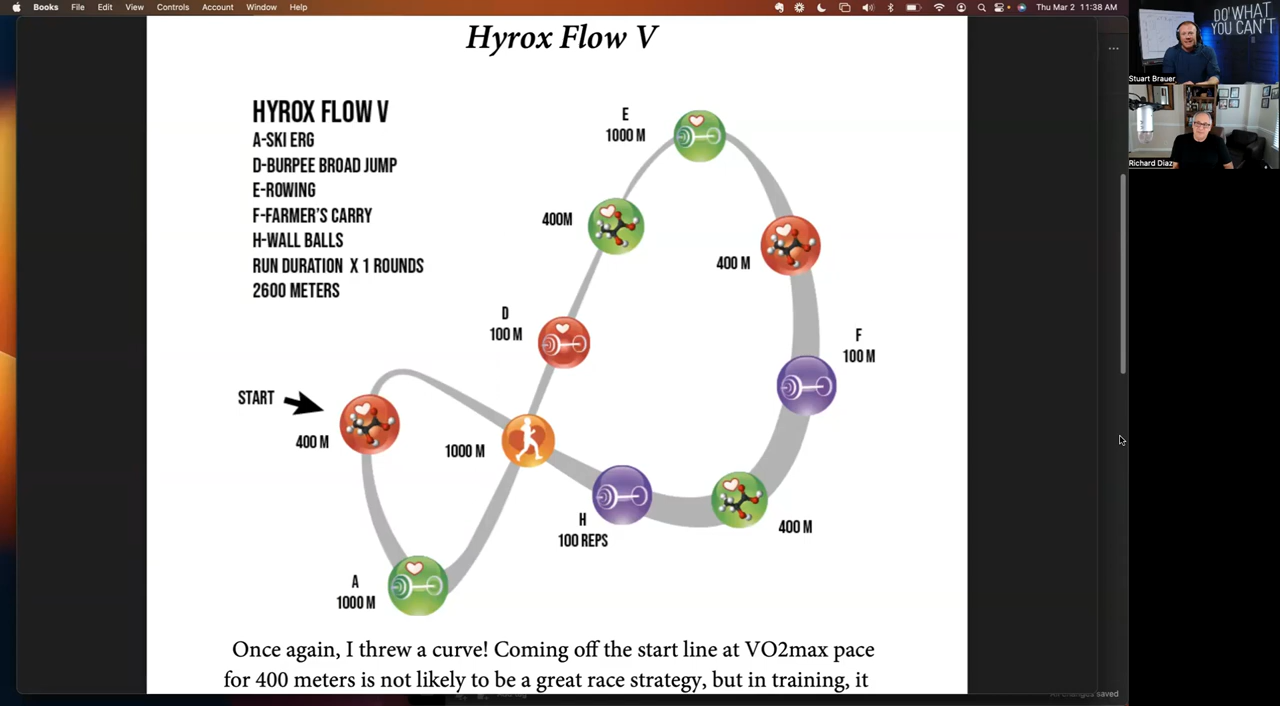 Books File Edit View Controls Account Window Help
Thu Mar 2 11:38 AM
Hyrox Flow V
HYROX FLOW V
A-SKI ERG
D-BURPEE BROAD JUMP
E-ROWING
F-FARMER'S CARRY
H-WALL BALLS
RUN DURATION X 1 ROUNDS
2600 METERS
E
1000 M
400M
400 M
D
100 M
F
100 M
START
400 M
1000 M
H
100 REPS
400 M
A
1000 M
Once again, I threw a curve! Coming off the start line at VO2max pace
for 400 meters is not likely to be a great race strategy, but in training, it
DO WHAT
YOU CAN'T
Stuart Brauer
Richard Diaz
saved